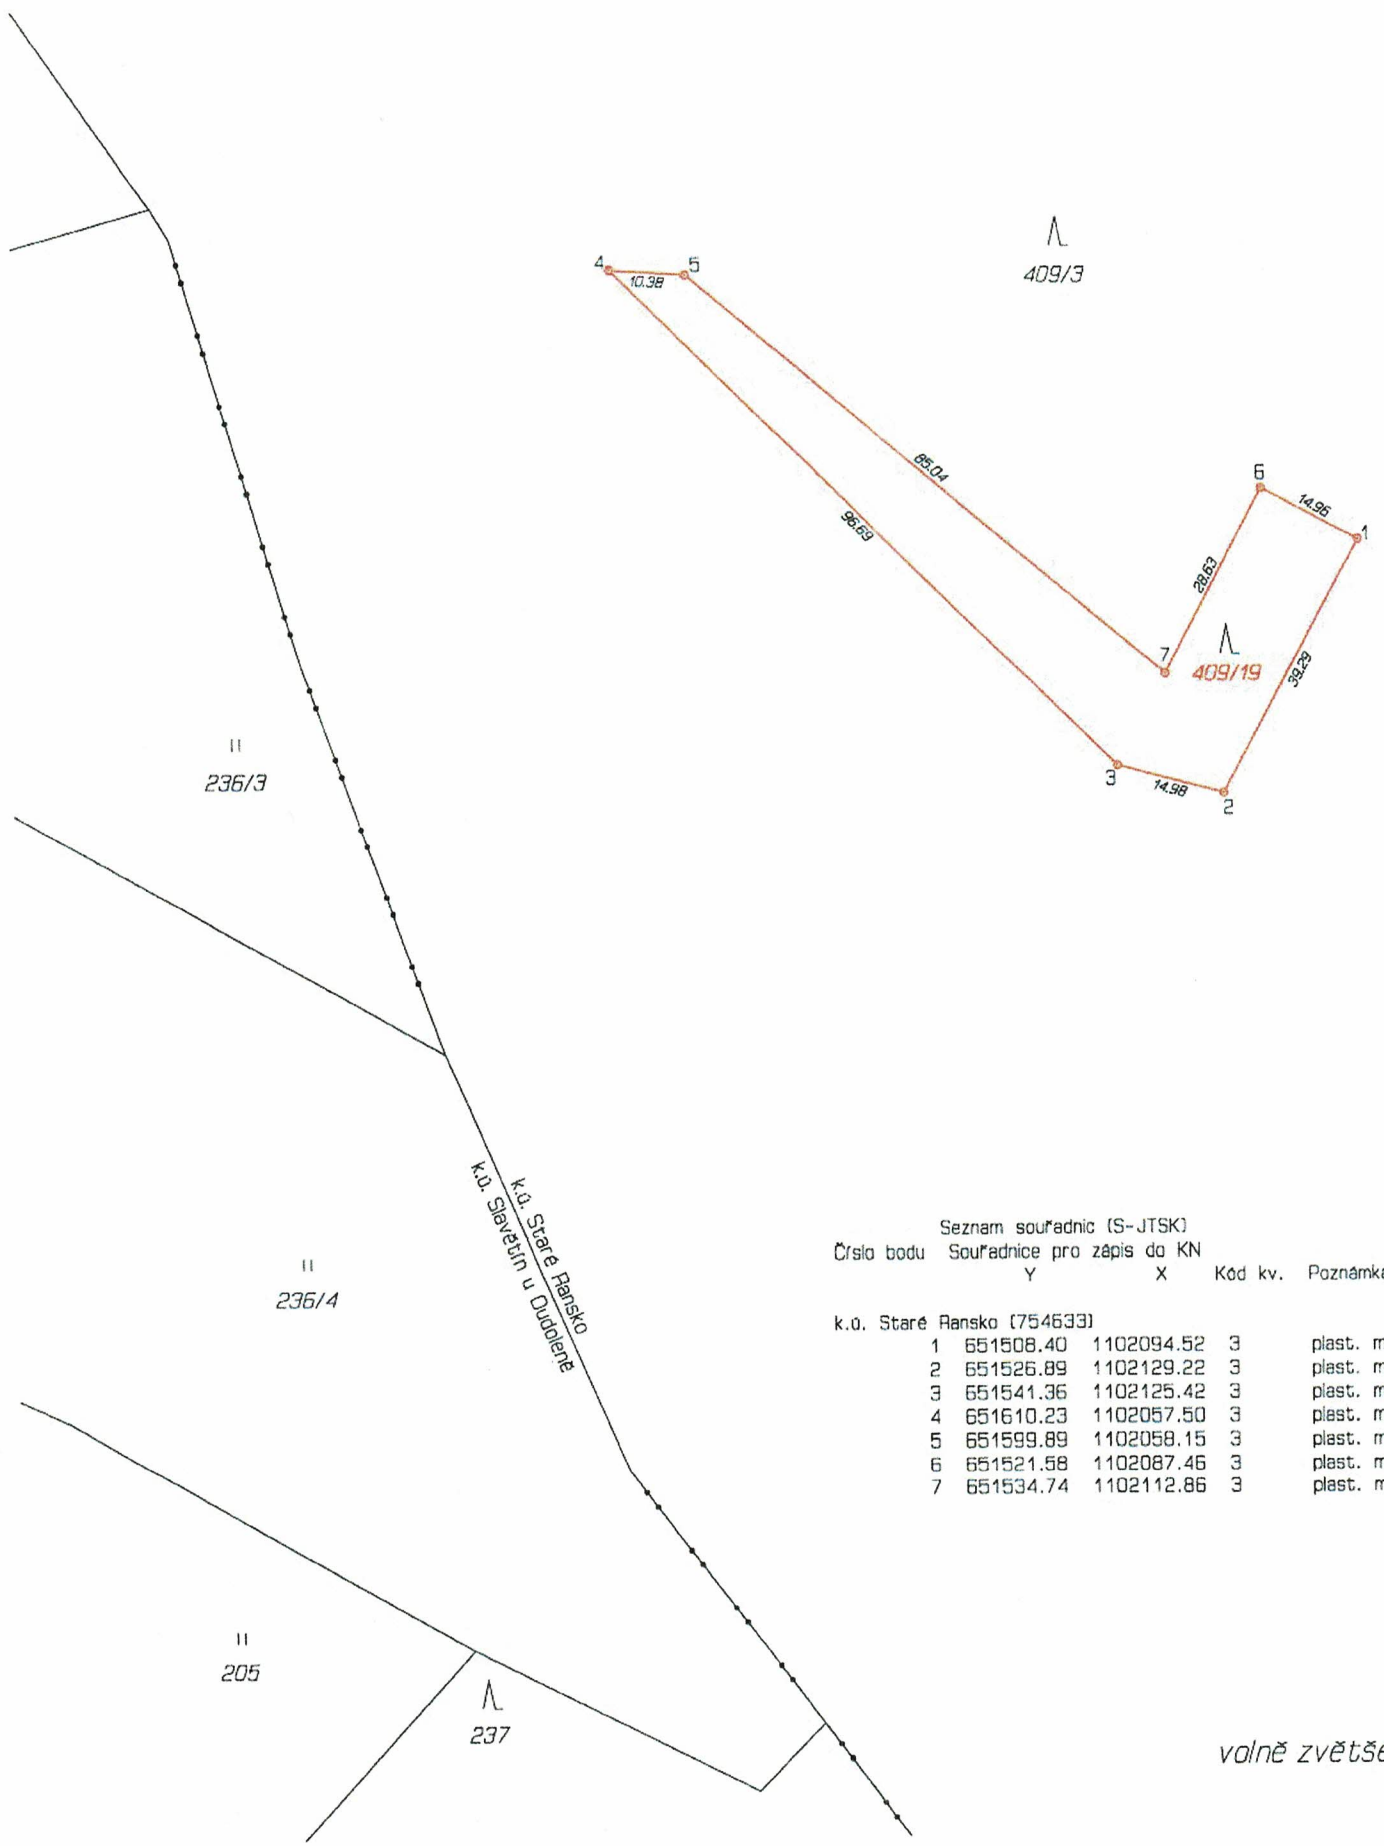 409/3
4
5
10.38
85.04
96.69
6
14.96
1
28.63
7
409/19
39.29
3
14.98
2
236/3
k.ú. Staré Ransko
k.ú. Slavětín u Oudoleně
236/4
205
237
Seznam souřadnic (S-JTSK)
Číslo bodu Souřadnice pro zápis do KN
Y X Kód kv. Poznámka
k.ú. Staré Ransko [754633]
1 651508.40 1102094.52 3 plast. m
2 651526.89 1102129.22 3 plast. m
3 651541.36 1102125.42 3 plast. m
4 651610.23 1102057.50 3 plast. m
5 651599.89 1102058.15 3 plast. m
6 651521.58 1102087.46 3 plast. m
7 651534.74 1102112.86 3 plast. m
volně zvětše